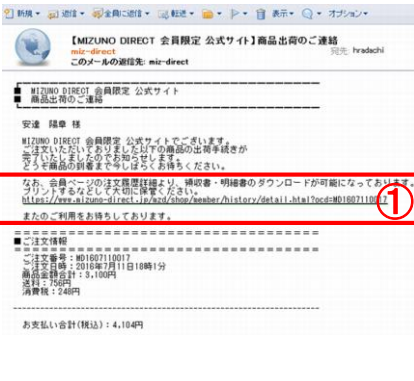 新規 返信 全員に返信 転送 表示 オプション
【MIZUNO DIRECT 会員限定 公式サイト】商品出荷のご連絡
miz-direct 宛先: hradachi
このメールの返信先: miz-direct
■ MIZUNO DIRECT 会員限定 公式サイト
■ 商品出荷のご連絡
安達 陽章 様
MIZUNO DIRECT 会員限定 公式サイトでございます。
ご注文いただいておりました以下の商品の出荷手続きが
完了いたしましたのでお知らせします。
どうぞ商品の到着まで今しばらくお待ちください。
なお、会員ページの注文履歴詳細より、領収書・明細書のダウンロードが可能になっております。
プリントするなどして大切に保管ください。
https://www.mizuno-direct.jp/mzd/shop/member/history/detail.html?ocd=MD1607110017
①
またのご利用をお待ちしております。
■ご注文情報
ご注文番号：MD1607110017
ご注文日時：2016年7月11日18時1分
商品金額合計：3,100円
送料：756円
消費税：248円
お支払い合計(税込)：4,104円